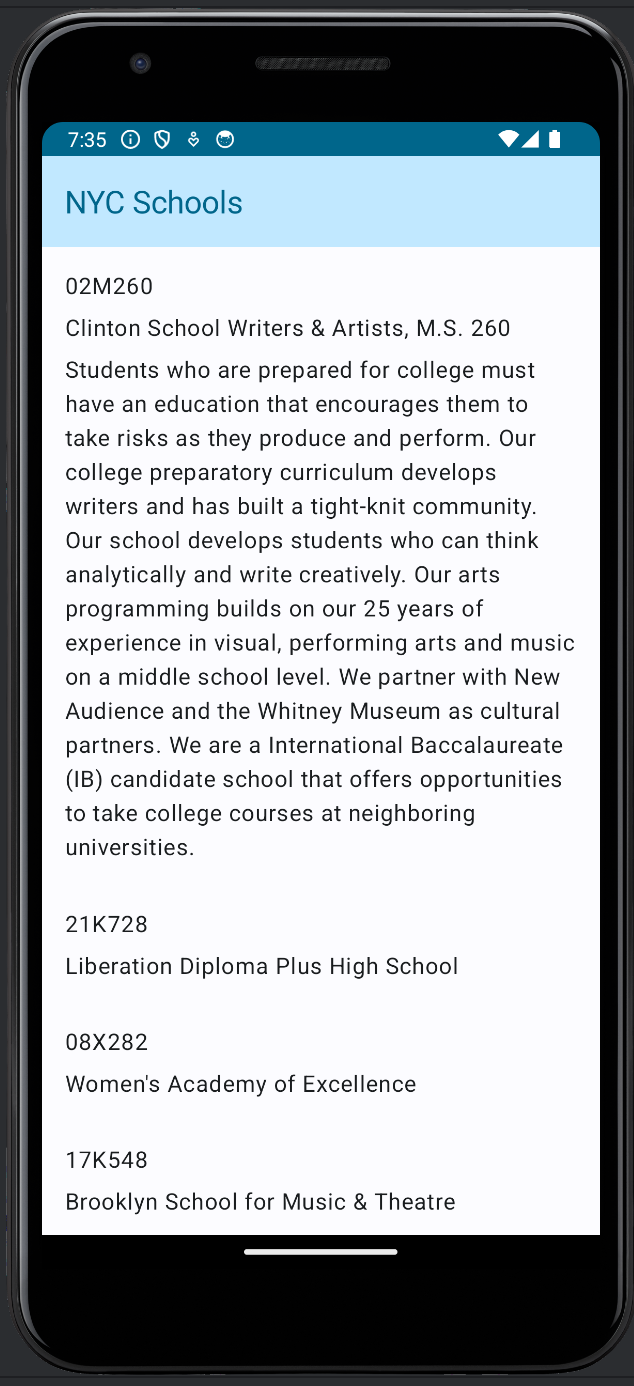 7:35
NYC Schools
02M260
Clinton School Writers & Artists, M.S. 260
Students who are prepared for college must
have an education that encourages them to
take risks as they produce and perform. Our
college preparatory curriculum develops
writers and has built a tight-knit community.
Our school develops students who can think
analytically and write creatively. Our arts
programming builds on our 25 years of
experience in visual, performing arts and music
on a middle school level. We partner with New
Audience and the Whitney Museum as cultural
partners. We are a International Baccalaureate
(IB) candidate school that offers opportunities
to take college courses at neighboring
universities.
21K728
Liberation Diploma Plus High School
08X282
Women's Academy of Excellence
17K548
Brooklyn School for Music & Theatre